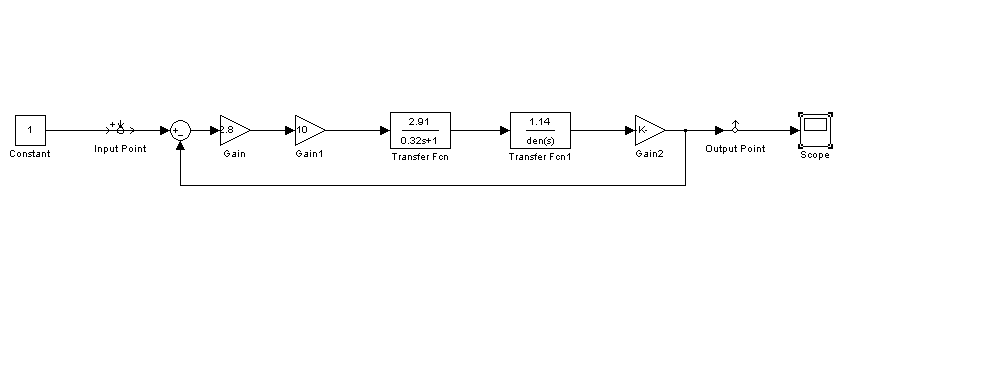 1
Constant
Input Point
2.8
Gain
10
Gain1
2.91
0.32s+1
Transfer Fcn
1.14
den(s)
Transfer Fcn1
K-
Gain2
Output Point
Scope